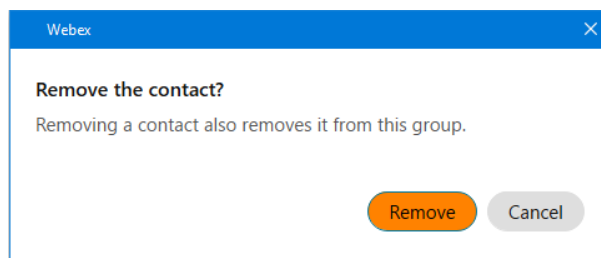 Webex
Remove the contact?
Removing a contact also removes it from this group.
Remove
Cancel